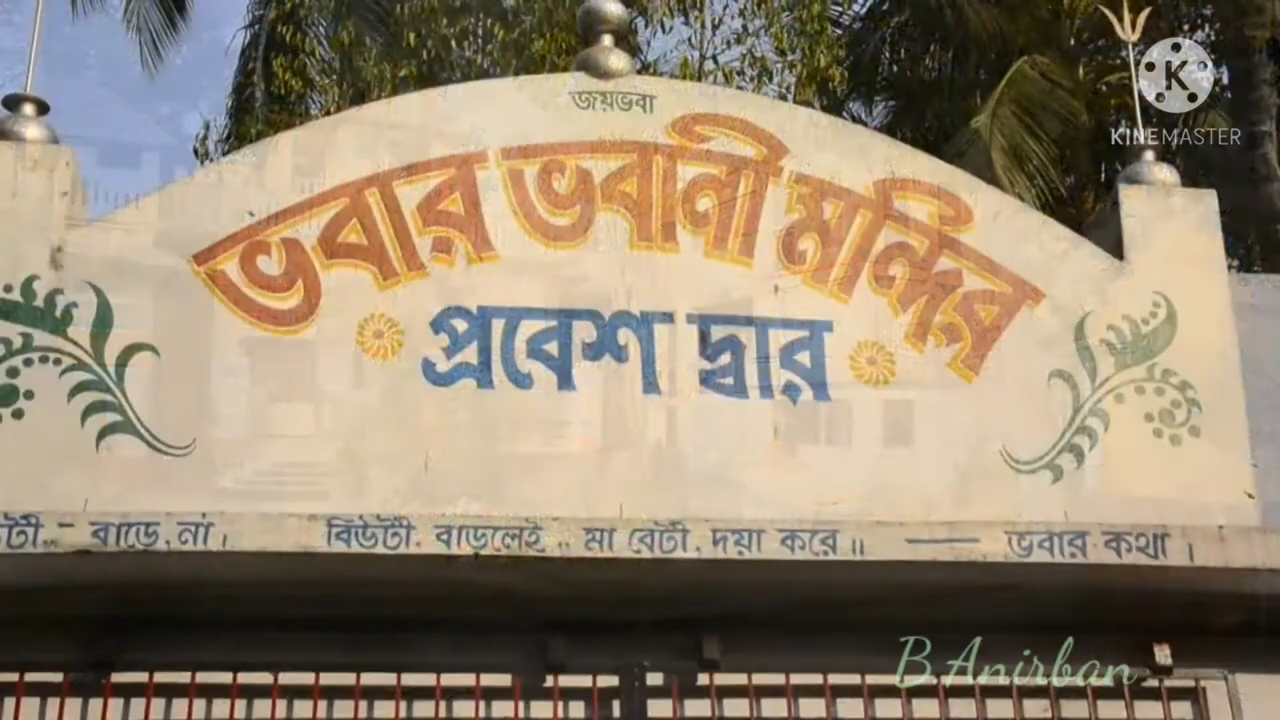 জয়ভবা
ভবার ভবানী মন্দির
প্রবেশ দ্বার
বাড়ে, না। বিউটী. বাড়লেই .. মা বেটী, দয়া করে॥ — ভবার কথা।
KINEMASTER
B.Anirban